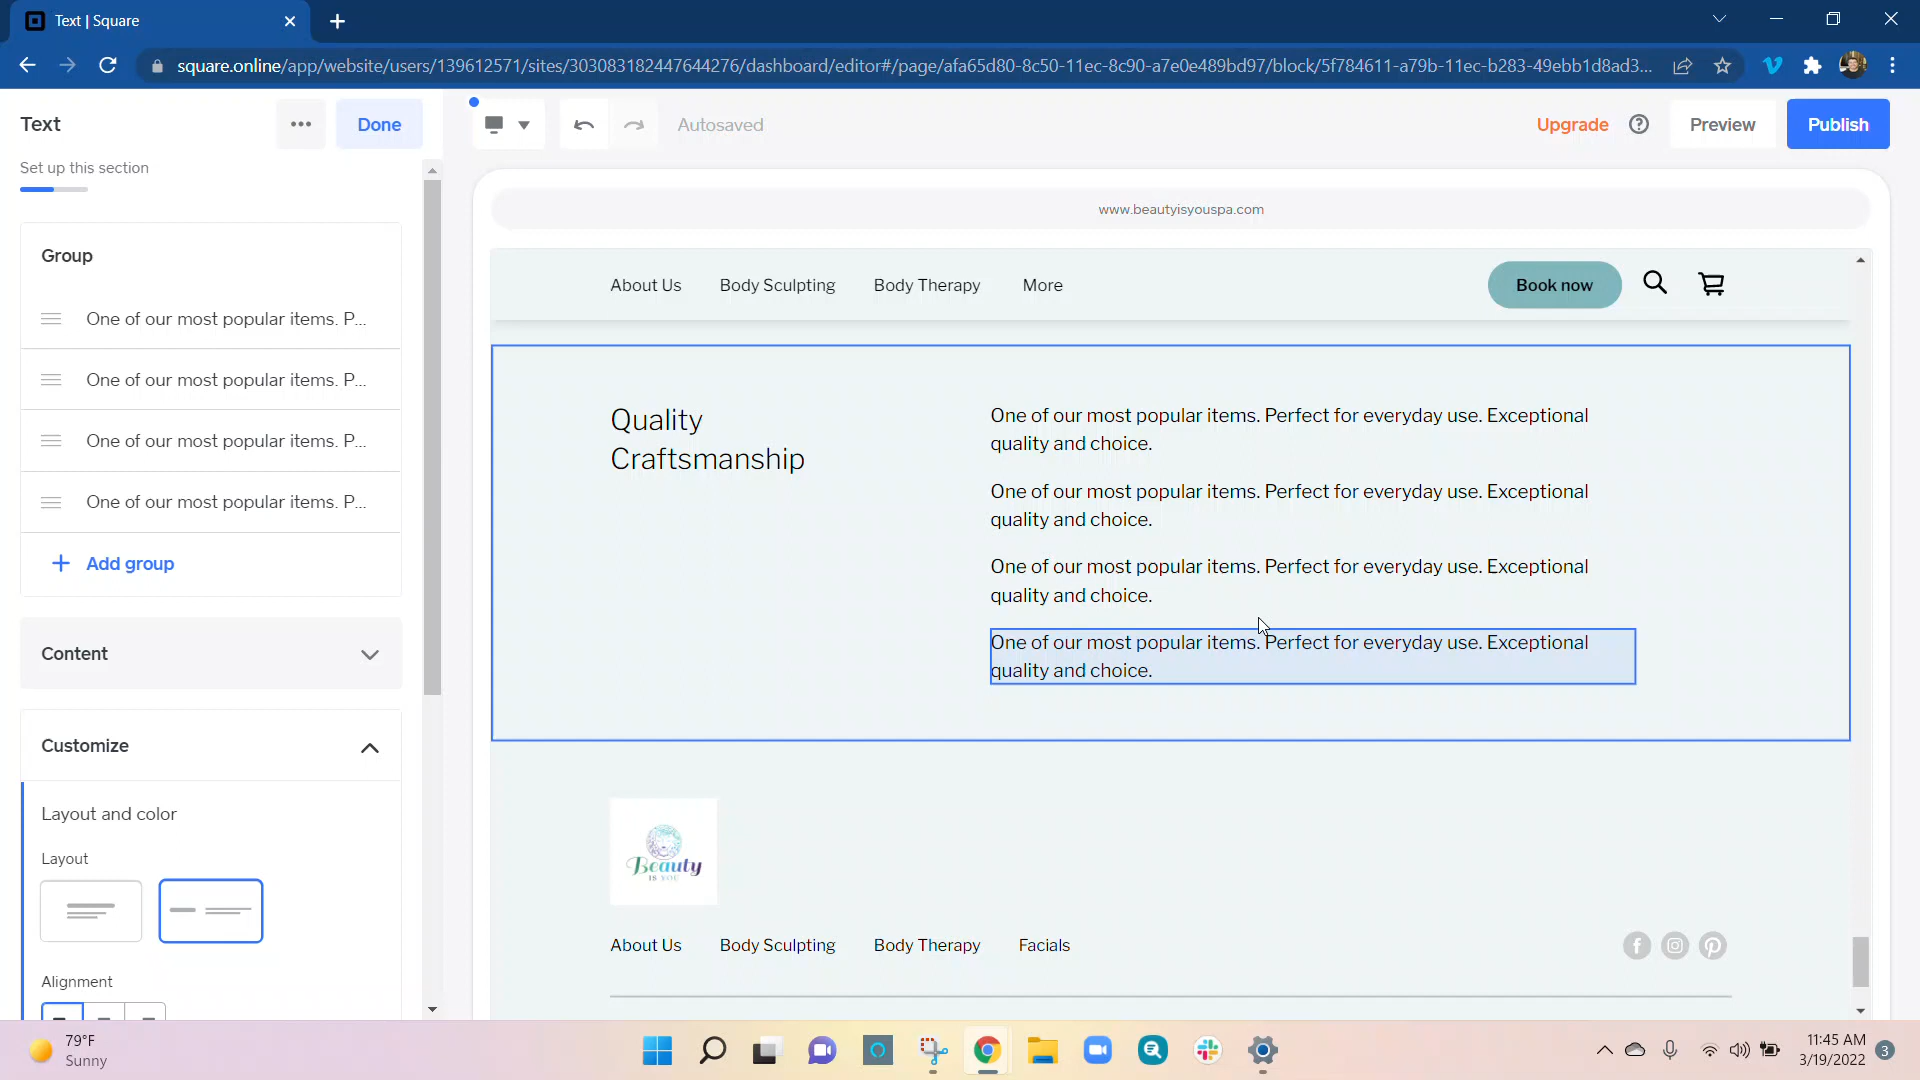 Text | Square
square.online/app/website/users/139612571/sites/303083182447644276/dashboard/editor#/page/afa65d80-8c50-11ec-8c90-a7e0e489bd97/block/5f784611-a79b-11ec-b283-49ebb1d8ad3...
Text
Done
Autosaved
Upgrade
Preview
Publish
Set up this section
www.beautyisyouspa.com
Group
About Us
Body Sculpting
Body Therapy
More
Book now
One of our most popular items. P...
One of our most popular items. P...
One of our most popular items. P...
One of our most popular items. P...
Add group
Quality
Craftsmanship
One of our most popular items. Perfect for everyday use. Exceptional
quality and choice.
One of our most popular items. Perfect for everyday use. Exceptional
quality and choice.
One of our most popular items. Perfect for everyday use. Exceptional
quality and choice.
One of our most popular items. Perfect for everyday use. Exceptional
quality and choice.
Content
Customize
Layout and color
Layout
Alignment
Beauty
IS YOU
About Us
Body Sculpting
Body Therapy
Facials
79°F
Sunny
11:45 AM
3/19/2022
3